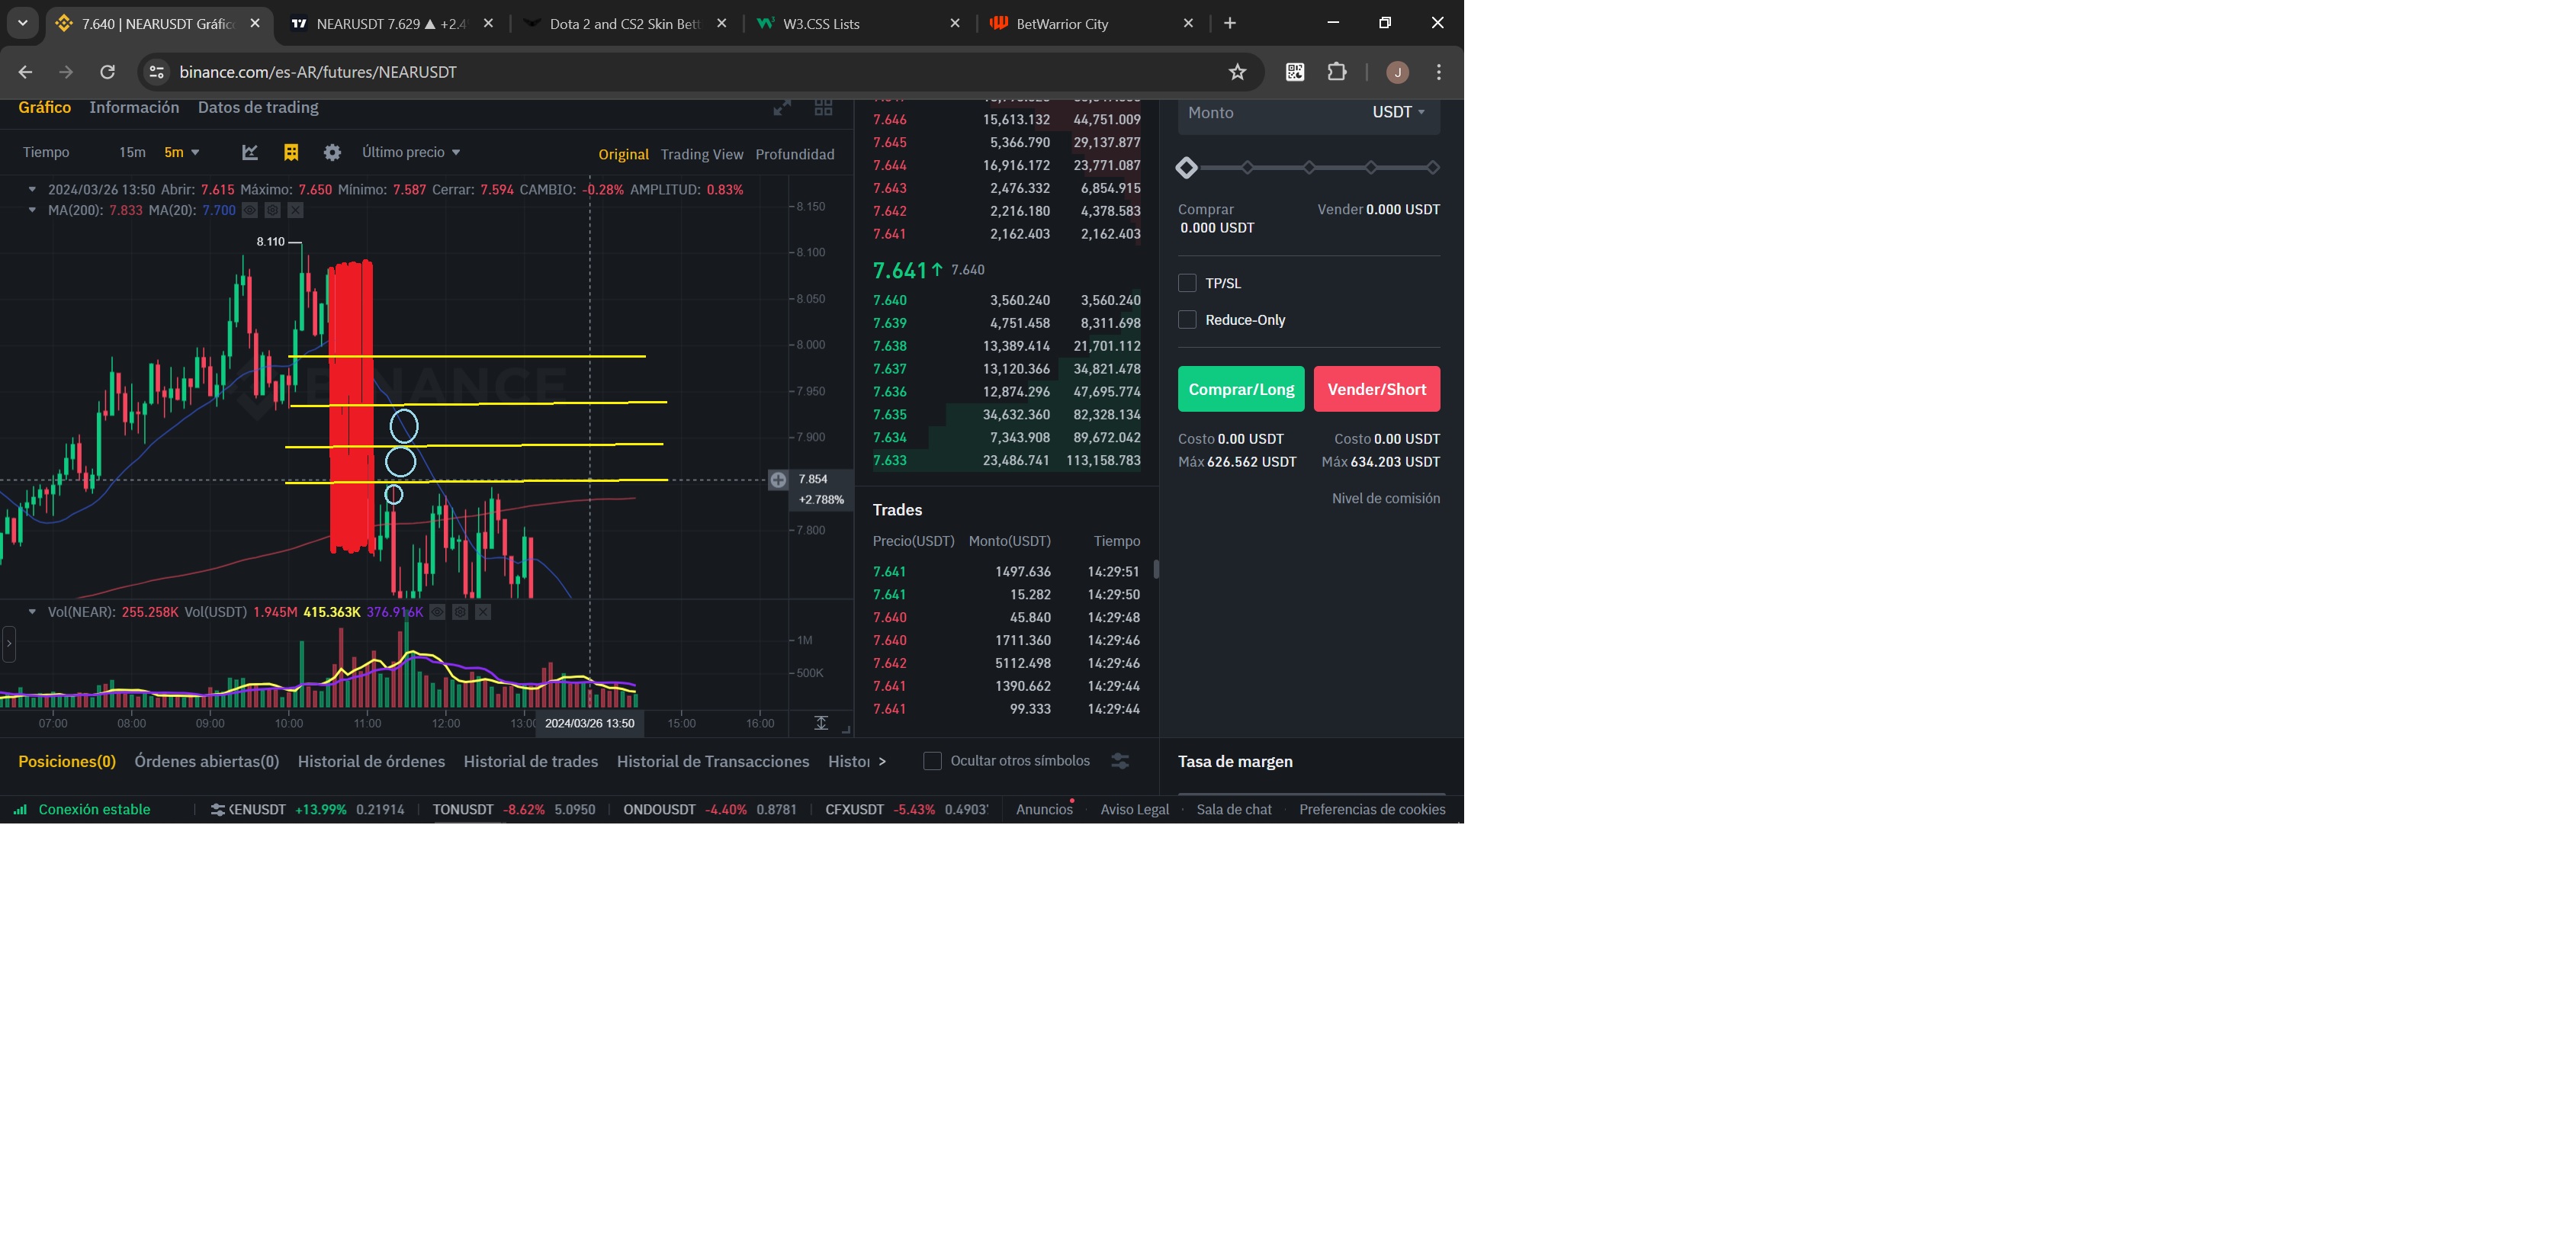 7.640 | NEARUSDT Gráfic
NEARUSDT 7.629 ▲ +2.4
Dota 2 and CS2 Skin Bett
W3.CSS Lists
BetWarrior City
binance.com/es-AR/futures/NEARUSDT
J
Gráfico Información Datos de trading
Tiempo 15m 5m Último precio Original Trading View Profundidad
2024/03/26 13:50 Abrir: 7.615 Máximo: 7.650 Mínimo: 7.587 Cerrar: 7.594 CAMBIO: -0.28% AMPLITUD: 0.83%
MA(200): 7.833 MA(20): 7.700
8.150
8.110
8.100
8.050
8.000
7.950
7.900
7.854
+2.788%
7.800
BINANCE
Vol(NEAR): 255.258K Vol(USDT) 1.945M 415.363K 376.916K
1M
500K
07:00 08:00 09:00 10:00 11:00 12:00 13:00 2024/03/26 13:50 15:00 16:00
7.646 15,613.132 44,751.009
7.645 5,366.790 29,137.877
7.644 16,916.172 23,771.087
7.643 2,476.332 6,854.915
7.642 2,216.180 4,378.583
7.641 2,162.403 2,162.403
7.641↑ 7.640
7.640 3,560.240 3,560.240
7.639 4,751.458 8,311.698
7.638 13,389.414 21,701.112
7.637 13,120.366 34,821.478
7.636 12,874.296 47,695.774
7.635 34,632.360 82,328.134
7.634 7,343.908 89,672.042
7.633 23,486.741 113,158.783
Trades
Precio(USDT) Monto(USDT) Tiempo
7.641 1497.636 14:29:51
7.641 15.282 14:29:50
7.640 45.840 14:29:48
7.640 1711.360 14:29:46
7.642 5112.498 14:29:46
7.641 1390.662 14:29:44
7.641 99.333 14:29:44
Monto USDT
Comprar Vender 0.000 USDT
0.000 USDT
TP/SL
Reduce-Only
Comprar/Long Vender/Short
Costo 0.00 USDT Costo 0.00 USDT
Máx 626.562 USDT Máx 634.203 USDT
Nivel de comisión
Posiciones(0) Órdenes abiertas(0) Historial de órdenes Historial de trades Historial de Transacciones Histor > Ocultar otros símbolos
Tasa de margen
Conexión estable
ENUSDT +13.99% 0.21914 TONUSDT -8.62% 5.0950 ONDOUSDT -4.40% 0.8781 CFXUSDT -5.43% 0.4903
Anuncios · Aviso Legal · Sala de chat · Preferencias de cookies